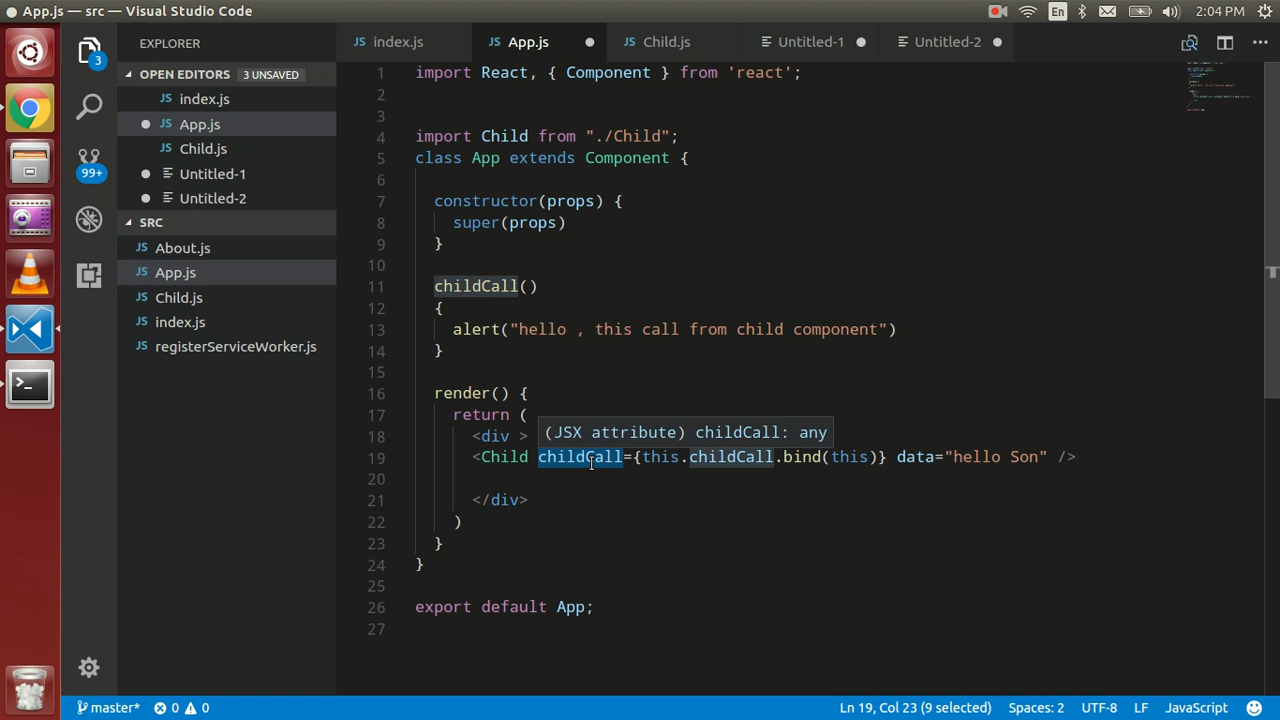 App.js — src — Visual Studio Code
En
2:04 PM
EXPLORER
index.js
App.js
Child.js
Untitled-1
Untitled-2
OPEN EDITORS 3 UNSAVED
index.js
App.js
Child.js
Untitled-1
Untitled-2
SRC
About.js
App.js
Child.js
index.js
registerServiceWorker.js
3
99+
1 import React, { Component } from 'react';
2
3
4 import Child from "./Child";
5 class App extends Component {
6
7 constructor(props) {
8 super(props)
9 }
10
11 childCall()
12 {
13 alert("hello , this call from child component")
14 }
15
16 render() {
17 return (
(JSX attribute) childCall: any
18 <div >
19 <Child childCall={this.childCall.bind(this)} data="hello Son" />
20
21 </div>
22 )
23 }
24 }
25
26 export default App;
27
master* 0 0 Ln 19, Col 23 (9 selected) Spaces: 2 UTF-8 LF JavaScript